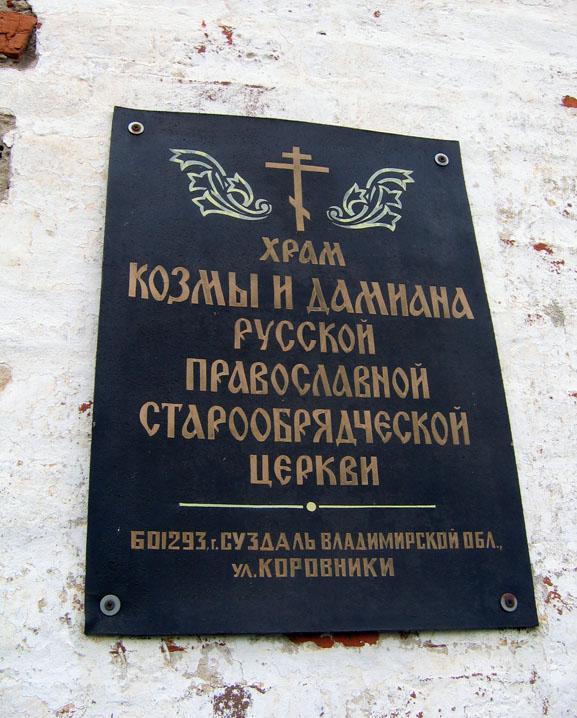 ХРАМ
КОЗМЫ И ДАМИАНА
РУССКОЙ
ПРАВОСЛАВНОЙ
СТАРООБРЯДЧЕСКОЙ
ЦЕРКВИ
601293, г. СУЗДАЛЬ ВЛАДИМИРСКОЙ ОБЛ.,
ул. КОРОВНИКИ